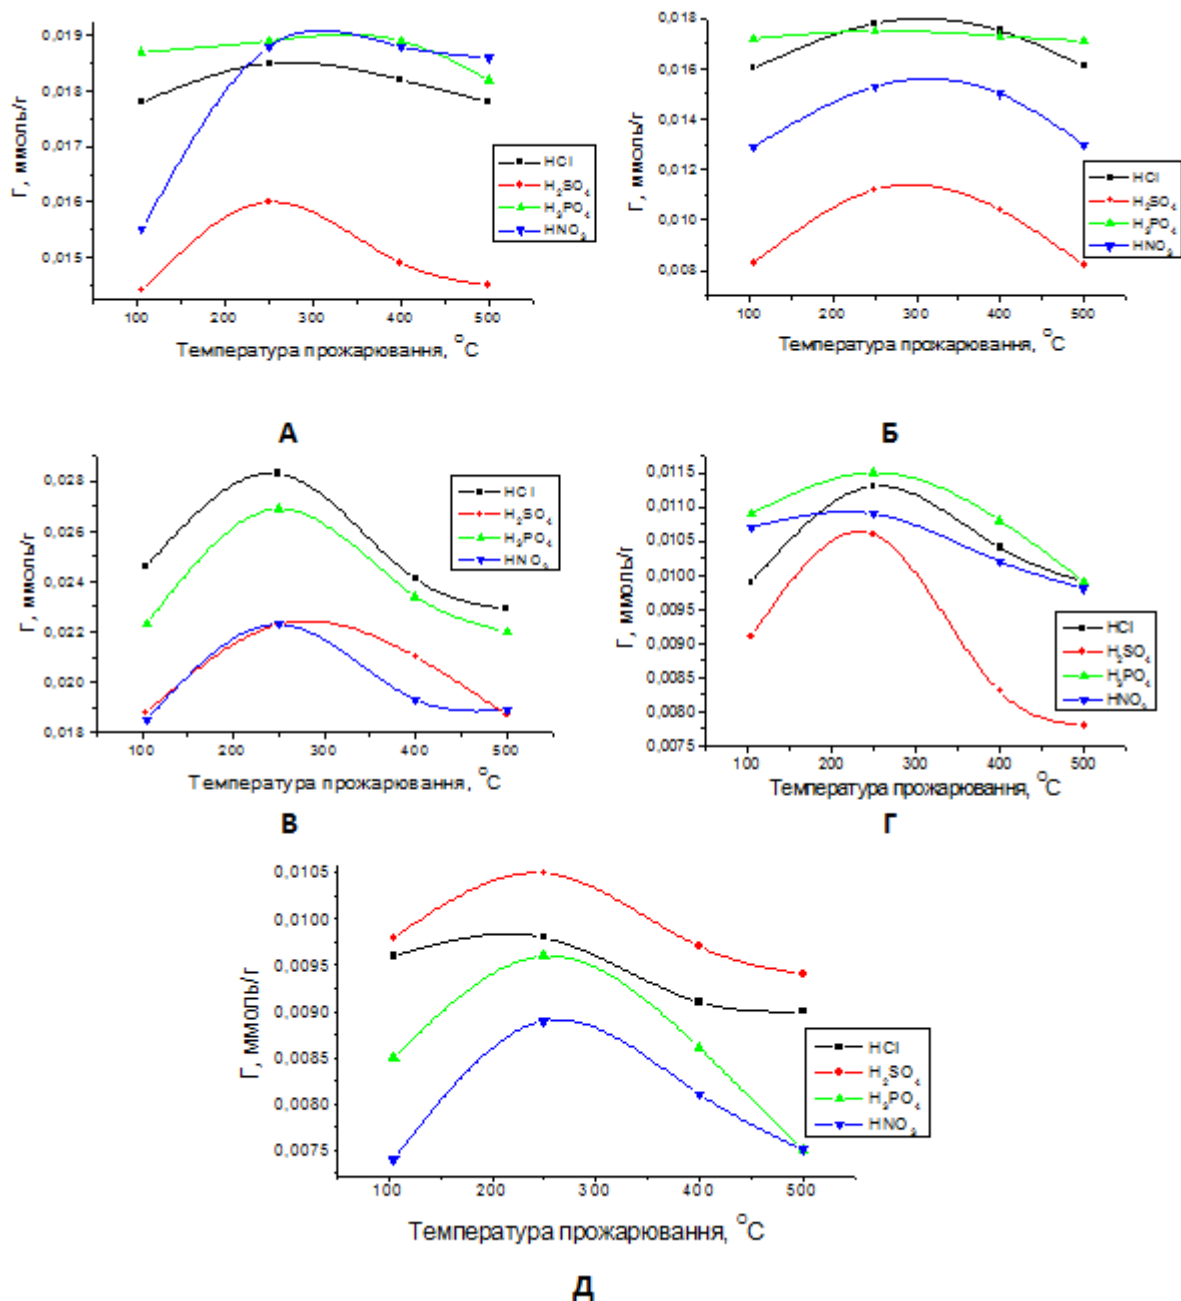 0,019
0,018
0,017
0,016
0,015
Г, ммоль/г
HCl
H₂SO₄
H₃PO₄
HNO₃
100 200 300 400 500
Температура прожарювання, °C
А
0,018
0,016
0,014
0,012
0,010
0,008
Г, ммоль/г
HCl
H₂SO₄
H₃PO₄
HNO₃
100 200 300 400 500
Температура прожарювання, °C
Б
0,028
0,026
0,024
0,022
0,020
0,018
Г, ммоль/г
HCl
H₂SO₄
H₃PO₄
HNO₃
100 200 300 400 500
Температура прожарювання, °C
В
0,0115
0,0110
0,0105
0,0100
0,0095
0,0090
0,0085
0,0080
0,0075
Г, ммоль/г
HCl
H₂SO₄
H₃PO₄
HNO₃
100 200 300 400 500
Температура прожарювання, °C
Г
0,0105
0,0100
0,0095
0,0090
0,0085
0,0080
0,0075
Г, ммоль/г
HCl
H₂SO₄
H₃PO₄
HNO₃
100 200 300 400 500
Температура прожарювання, °C
Д